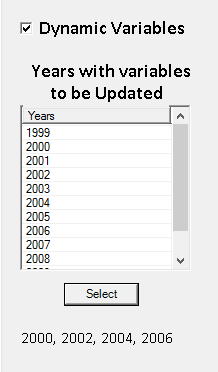 Dynamic Variables
Years with variables
to be Updated
Years
1999
2000
2001
2002
2003
2004
2005
2006
2007
2008
Select
2000, 2002, 2004, 2006